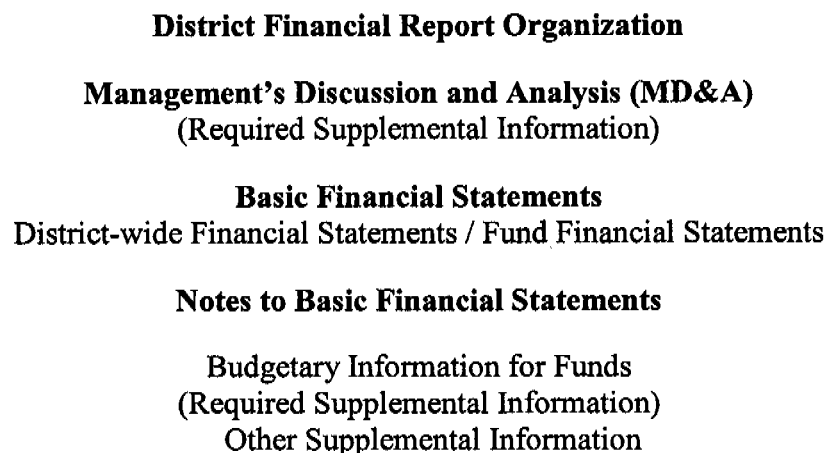 District Financial Report Organization
Management's Discussion and Analysis (MD&A)
(Required Supplemental Information)
Basic Financial Statements
District-wide Financial Statements / Fund Financial Statements
Notes to Basic Financial Statements
Budgetary Information for Funds
(Required Supplemental Information)
Other Supplemental Information